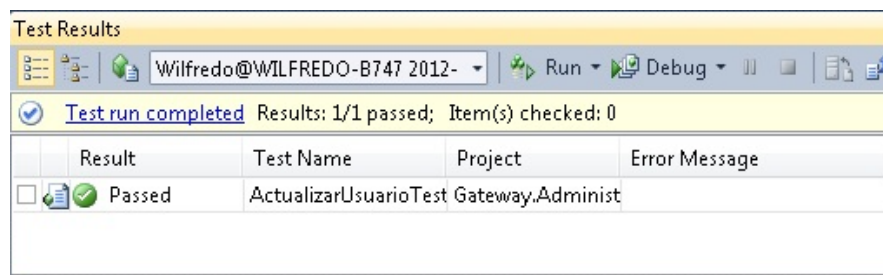 Test Results
Wilfredo@WILFREDO-B747 2012- Run Debug
Test run completed Results: 1/1 passed; Item(s) checked: 0
Result Test Name Project Error Message
Passed ActualizarUsuarioTest Gateway.Administ